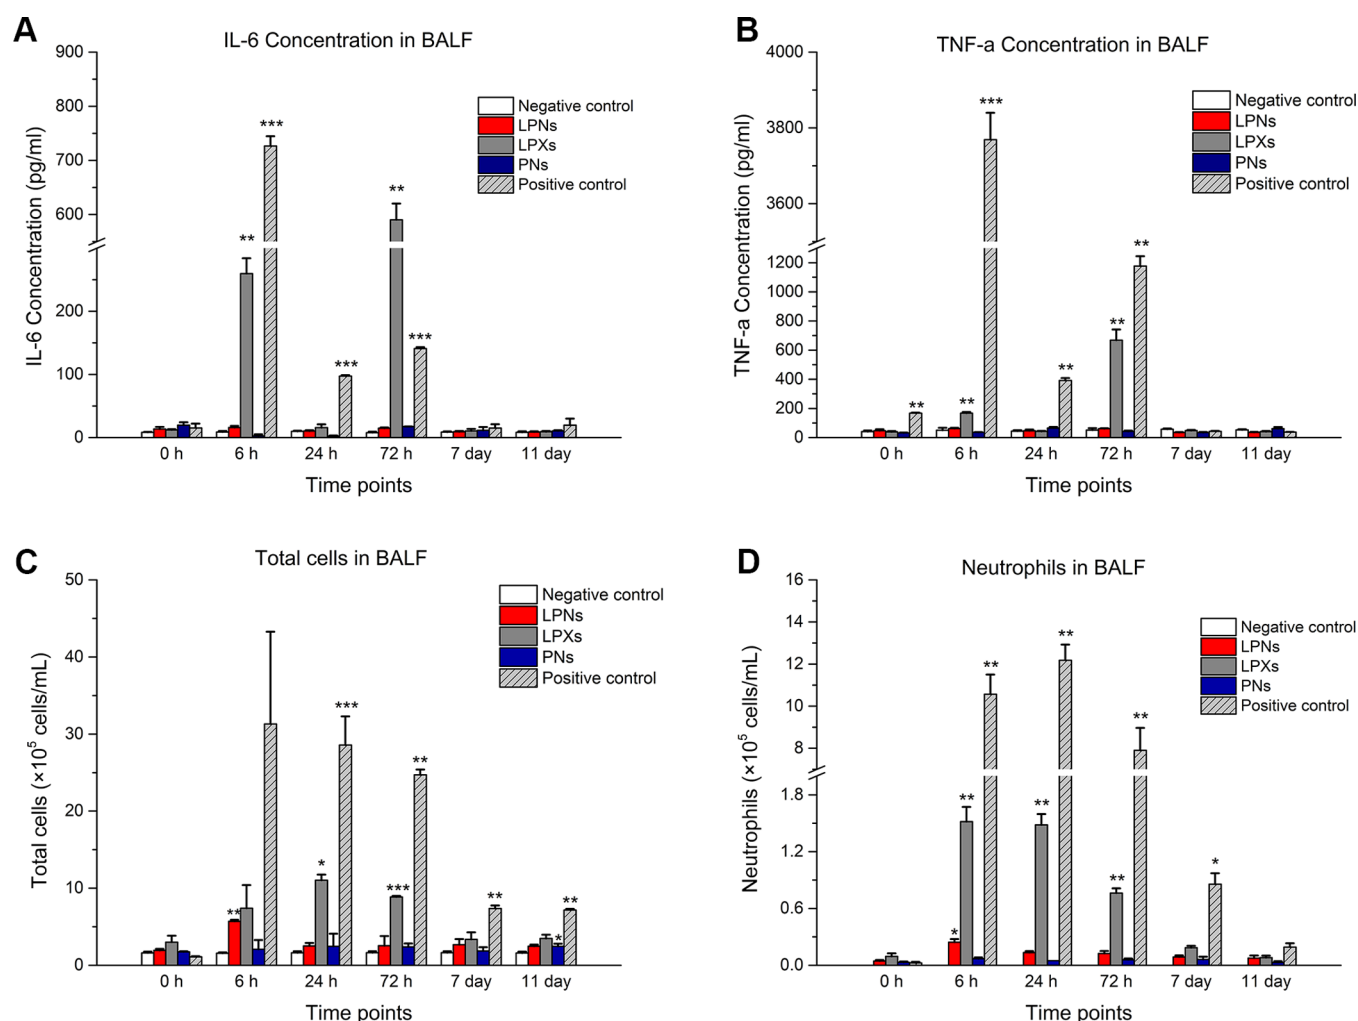 A
IL-6 Concentration in BALF
IL-6 Concentration (pg/ml)
900
800
700
600
200
100
0
Negative control
LPNs
LPXs
PNs
Positive control
**
***
***
**
***
0 h
6 h
24 h
72 h
7 day
11 day
Time points
B
TNF-a Concentration in BALF
TNF-a Concentration (pg/ml)
4000
3800
3600
1200
1000
800
600
400
200
0
Negative control
LPNs
LPXs
PNs
Positive control
**
**
***
**
**
**
0 h
6 h
24 h
72 h
7 day
11 day
Time points
C
Total cells in BALF
Total cells (×10⁵ cells/mL)
50
40
30
20
10
0
Negative control
LPNs
LPXs
PNs
Positive control
**
*
***
***
**
**
*
**
0 h
6 h
24 h
72 h
7 day
11 day
Time points
D
Neutrophils in BALF
Neutrophils (×10⁵ cells/mL)
16
14
12
10
8
1.8
1.2
0.6
0.0
Negative control
LPNs
LPXs
PNs
Positive control
*
**
**
**
**
**
**
*
0 h
6 h
24 h
72 h
7 day
11 day
Time points